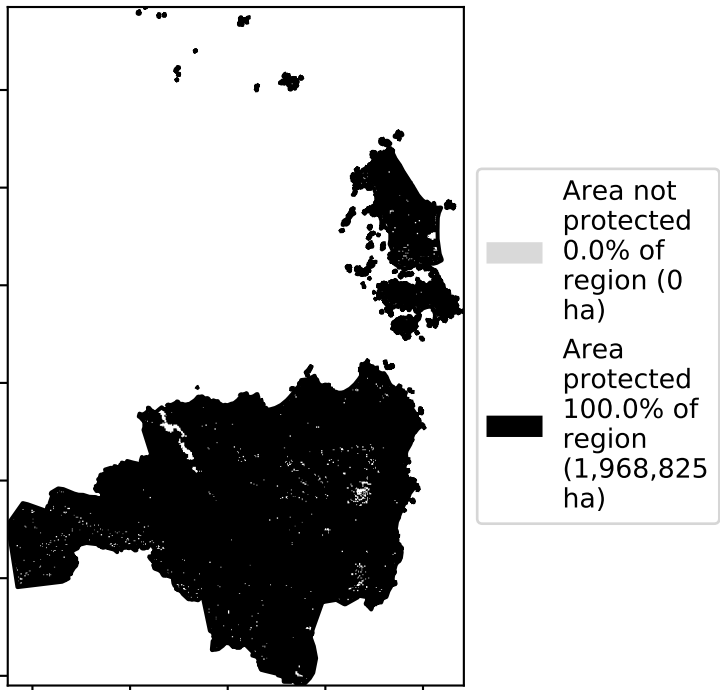 Area not
protected
0.0% of
region (0
ha)
Area
protected
100.0% of
region
(1,968,825
ha)